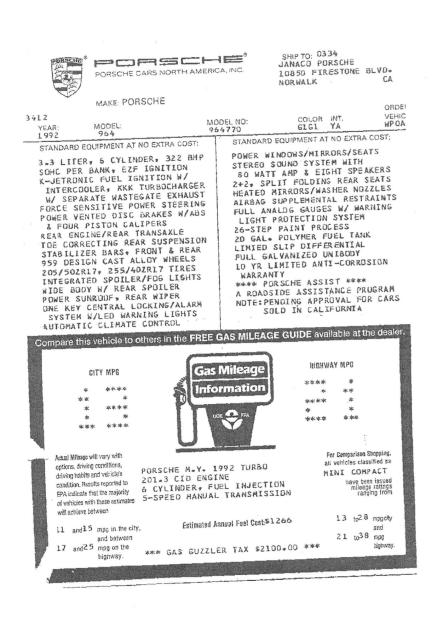 PORSCHE
PORSCHE®
PORSCHE CARS NORTH AMERICA, INC.
SHIP TO: 0334
JANACO PORSCHE
10850 FIRESTONE BLVD.
NORWALK CA
MAKE: PORSCHE
3412
YEAR: MODEL: MODEL NO: COLOR INT. ORDE
VEHIC
1992 964 964770 G1G1 YA WP0A
STANDARD EQUIPMENT AT NO EXTRA COST:
3.3 LITER, 6 CYLINDER, 322 BHP
SOHC PER BANK, EZF IGNITION
K-JETRONIC FUEL IGNITION W/
INTERCOOLER, KKK TURBOCHARGER
W/ SEPARATE WASTEGATE EXHAUST
FORCE SENSITIVE POWER STEERING
POWER VENTED DISC BRAKES W/ABS
& FOUR PISTON CALIPERS
REAR ENGINE/REAR TRANSAXLE
TOE CORRECTING REAR SUSPENSION
STABILIZER BARS, FRONT & REAR
959 DESIGN CAST ALLOY WHEELS
205/50ZR17, 255/40ZR17 TIRES
INTEGRATED SPOILER/FOG LIGHTS
WIDE BODY W/ REAR SPOILER
POWER SUNROOF, REAR WIPER
ONE KEY CENTRAL LOCKING/ALARM
SYSTEM W/LED WARNING LIGHTS
AUTOMATIC CLIMATE CONTROL
STANDARD EQUIPMENT AT NO EXTRA COST:
POWER WINDOWS/MIRRORS/SEATS
STEREO SOUND SYSTEM WITH
80 WATT AMP & EIGHT SPEAKERS
2+2, SPLIT FOLDING REAR SEATS
HEATED MIRRORS/WASHER NOZZLES
AIRBAG SUPPLEMENTAL RESTRAINTS
FULL ANALOG GAUGES W/ WARNING
LIGHT PROTECTION SYSTEM
26-STEP PAINT PROCESS
20 GAL. POLYMER FUEL TANK
LIMIED SLIP DIFFERENTIAL
FULL GALVANIZED UNIBODY
10 YR LIMITED ANTI-CORROSION
WARRANTY
**** PORSCHE ASSIST ****
A ROADSIDE ASSISTANCE PROGRAM
NOTE:PENDING APPROVAL FOR CARS
SOLD IN CALIFORNIA
Compare this vehicle to others in the FREE GAS MILEAGE GUIDE available at the dealer.
CITY MPG
* ****
** *
* ****
* *
*** ****
Gas Mileage
Information
DOE EPA
HIGHWAY MPG
**** *
* **
**** *
* *
**** ***
Actual Mileage will vary with
options, driving conditions,
driving habits and vehicle's
condition. Results reported to
EPA indicate that the majority
of vehicles with these estimates
will achieve between
11 and 15 mpg in the city,
and between
17 and 25 mpg on the
highway.
PORSCHE M.Y. 1992 TURBO
201.3 CID ENGINE
6 CYLINDER, FUEL INJECTION
5-SPEED MANUAL TRANSMISSION
Estimated Annual Fuel Cost: $1266
*** GAS GUZZLER TAX $2100.00 ***
For Comparison Shopping,
all vehicles classified as
MINI COMPACT
have been issued
mileage ratings
ranging from
13 to 28 mpg city
and
21 to 38 mpg
highway.